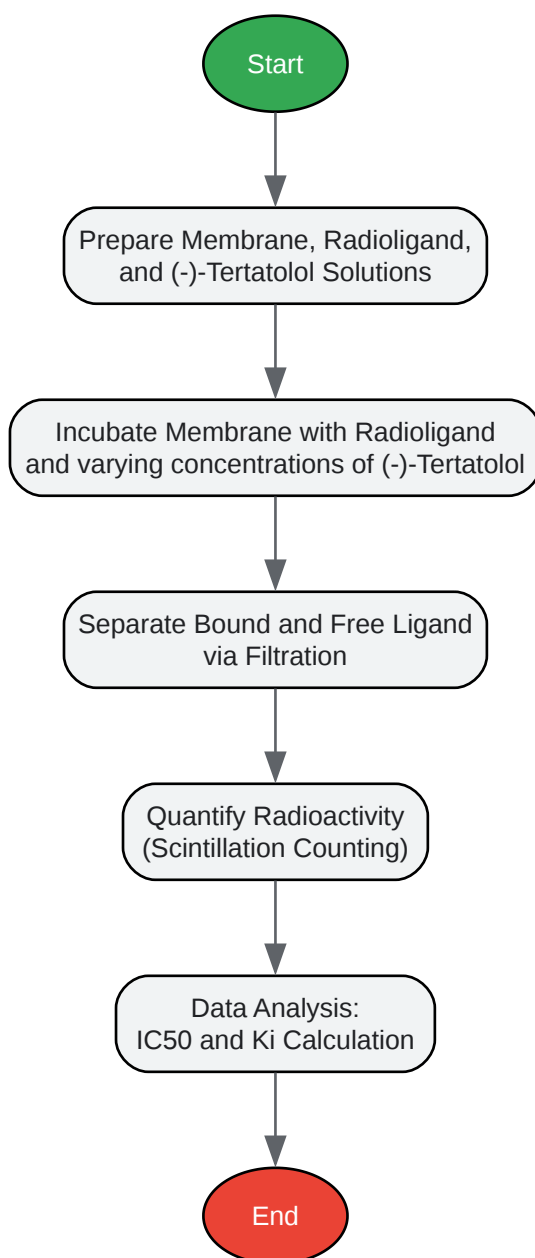 Start
Prepare Membrane, Radioligand,
and (-)-Tertatolol Solutions
Incubate Membrane with Radioligand
and varying concentrations of (-)-Tertatolol
Separate Bound and Free Ligand
via Filtration
Quantify Radioactivity
(Scintillation Counting)
Data Analysis:
IC50 and Ki Calculation
End